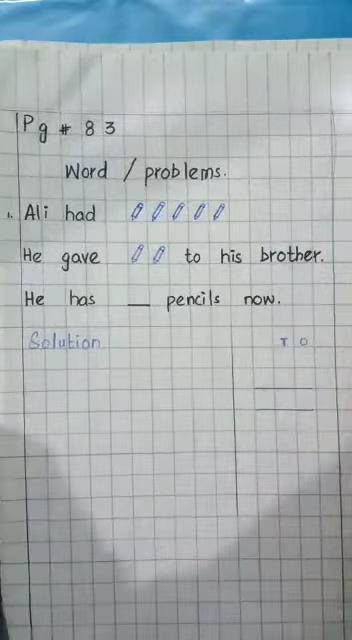 Pg # 83
Word / problems.
1. Ali had
He gave to his brother.
He has __ pencils now.
Solution T O